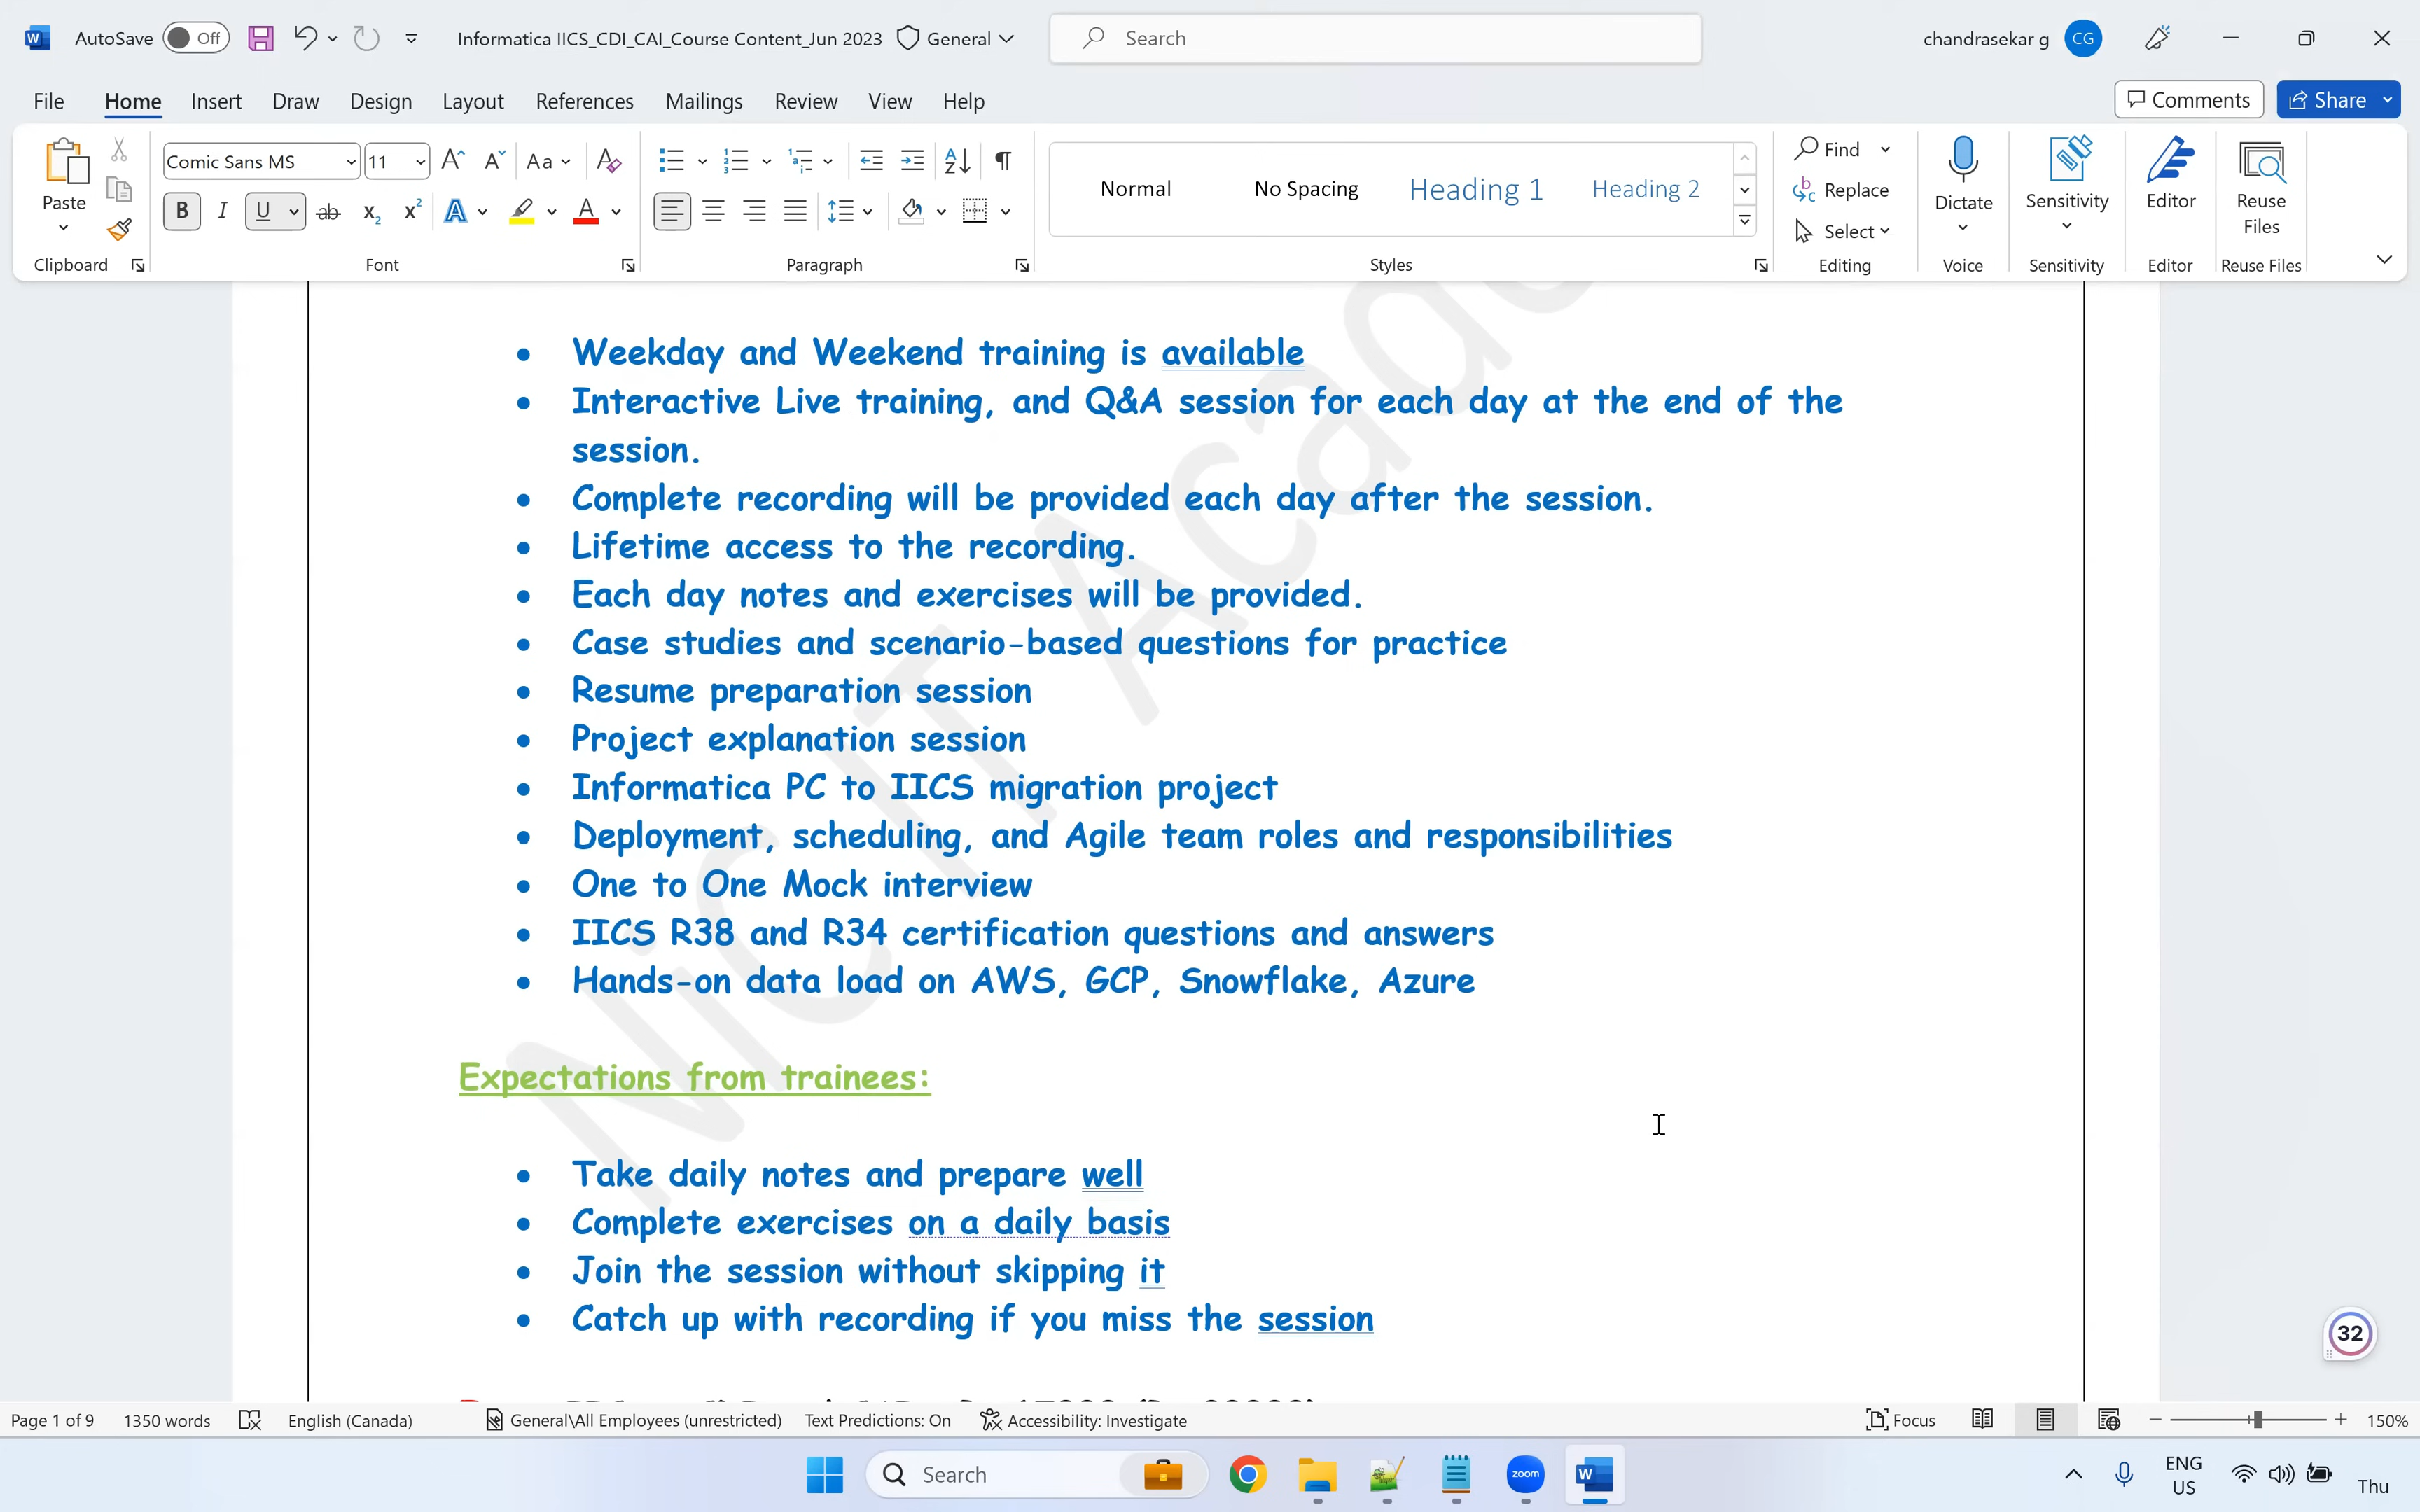 AutoSave Off Informatica IICS_CDI_CAI_Course Content_Jun 2023 General Search chandrasekar g CG
File Home Insert Draw Design Layout References Mailings Review View Help Comments Share
Paste Comic Sans MS 11 Aa Normal No Spacing Heading 1 Heading 2 Find Replace Select Dictate Sensitivity Editor Reuse Files
Clipboard Font Paragraph Styles Editing Voice Sensitivity Editor Reuse Files
• Weekday and Weekend training is available
• Interactive Live training, and Q&A session for each day at the end of the
session.
• Complete recording will be provided each day after the session.
• Lifetime access to the recording.
• Each day notes and exercises will be provided.
• Case studies and scenario-based questions for practice
• Resume preparation session
• Project explanation session
• Informatica PC to IICS migration project
• Deployment, scheduling, and Agile team roles and responsibilities
• One to One Mock interview
• IICS R38 and R34 certification questions and answers
• Hands-on data load on AWS, GCP, Snowflake, Azure
Expectations from trainees:
• Take daily notes and prepare well
• Complete exercises on a daily basis
• Join the session without skipping it
• Catch up with recording if you miss the session
NiC IT
32
Page 1 of 9 1350 words English (Canada) General\All Employees (unrestricted) Text Predictions: On Accessibility: Investigate Focus 150%
Search zoom ENG US Thu